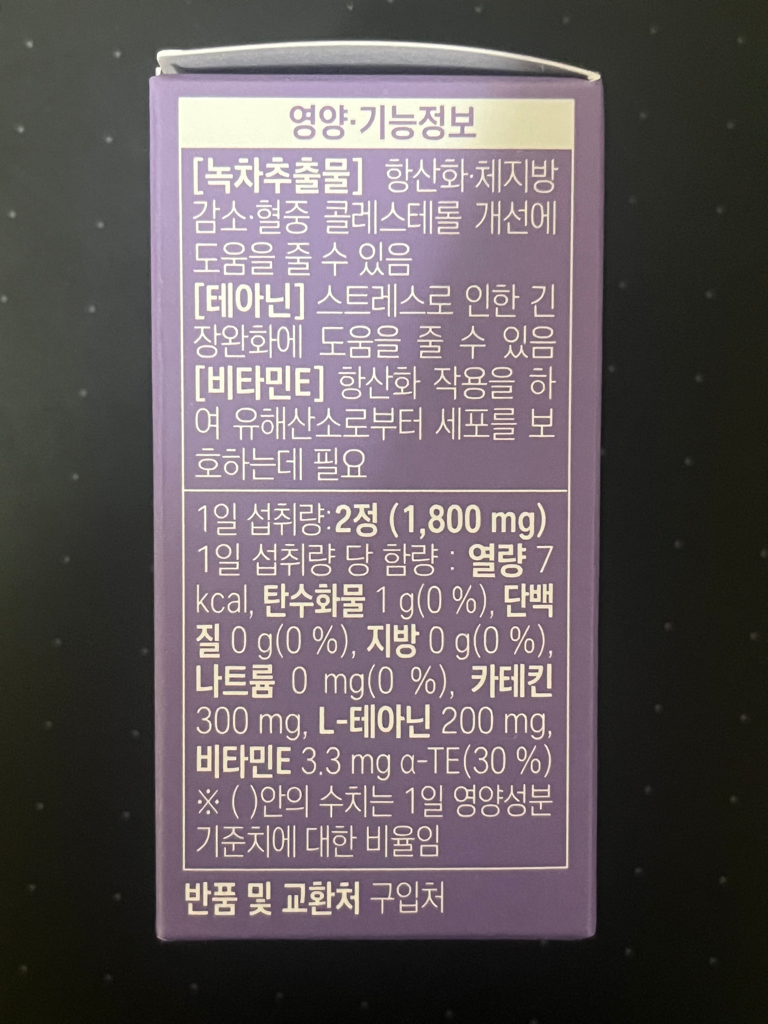 영양·기능정보
[녹차추출물] 항산화·체지방
감소·혈중 콜레스테롤 개선에
도움을 줄 수 있음
[테아닌] 스트레스로 인한 긴
장완화에 도움을 줄 수 있음
[비타민E] 항산화 작용을 하
여 유해산소로부터 세포를 보
호하는데 필요
1일 섭취량:2정 (1,800 mg)
1일 섭취량 당 함량 : 열량 7
kcal, 탄수화물 1 g(0 %), 단백
질 0 g(0 %), 지방 0 g(0 %),
나트륨 0 mg(0 %), 카테킨
300 mg, L-테아닌 200 mg,
비타민E 3.3 mg α-TE(30 %)
※ ( )안의 수치는 1일 영양성분
기준치에 대한 비율임
반품 및 교환처 구입처